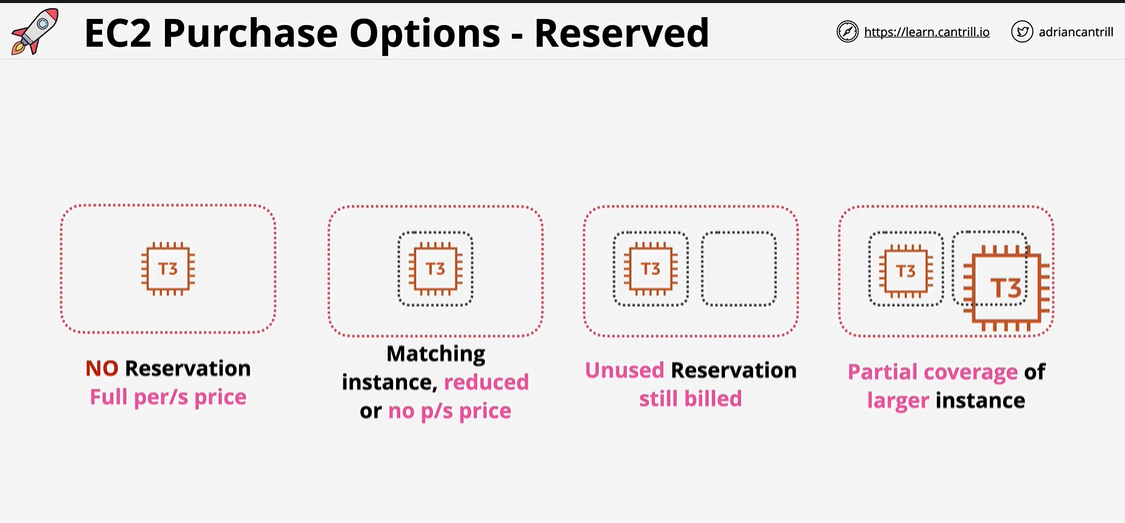 EC2 Purchase Options - Reserved
https://learn.cantrill.io
adriancantrill
T3
T3
T3
T3
T3
NO Reservation
Full per/s price
Matching
instance, reduced
or no p/s price
Unused Reservation
still billed
Partial coverage of
larger instance